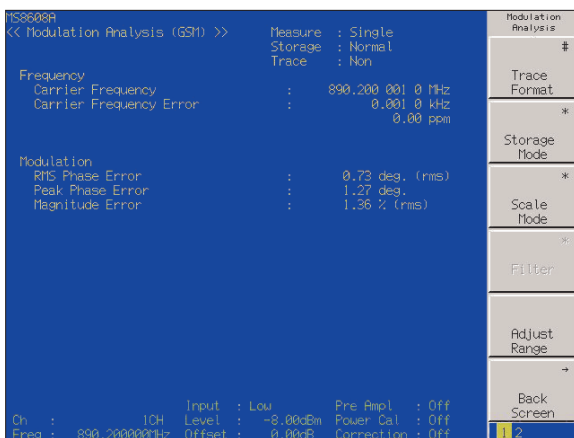 MS8608A
<< Modulation Analysis (GSM) >> Measure : Single
Storage : Normal
Trace : Non
Frequency
Carrier Frequency : 890.200 001 0 MHz
Carrier Frequency Error : 0.001 0 kHz
0.00 ppm
Modulation
RMS Phase Error : 0.73 deg. (rms)
Peak Phase Error : 1.27 deg.
Magnitude Error : 1.36 % (rms)
Input : Low Pre Ampl : Off
Ch : 1CH Level : -8.00dBm Power Cal : Off
Freq : 890.200000MHz Offset : 0.00dB Correction : Off
Modulation
Analysis
#
Trace
Format
*
Storage
Mode
*
Scale
Mode
*
Filter
Adjust
Range
→
Back
Screen
1 2